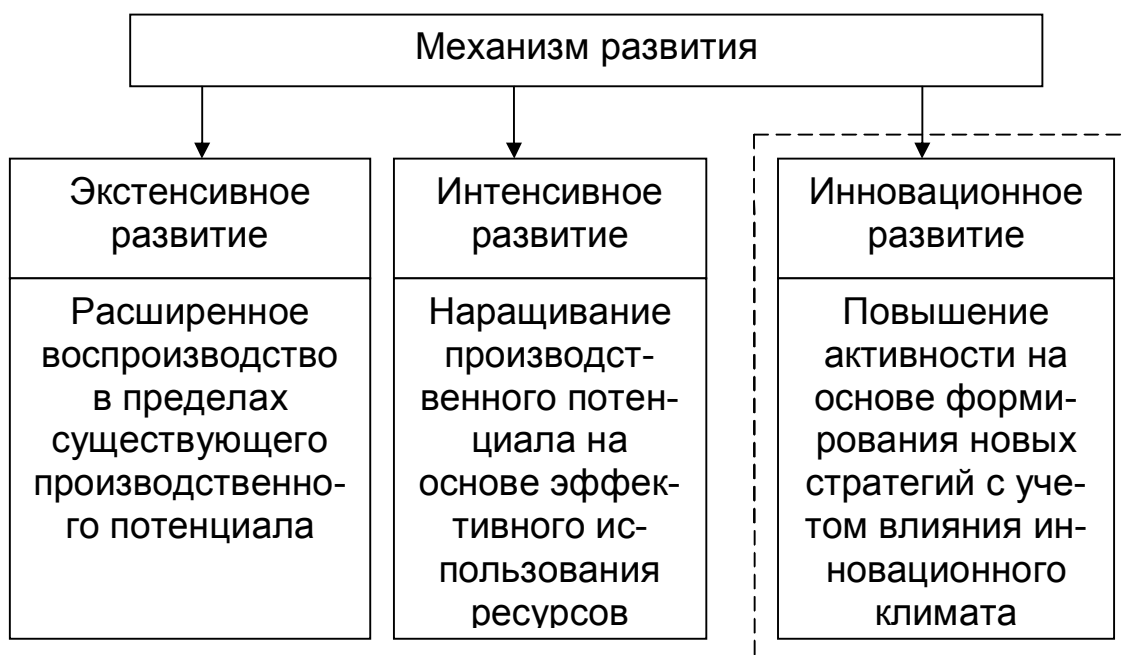 Механизм развития
Экстенсивное
развитие
Расширенное
воспроизводство
в пределах
существующего
производственно-
го потенциала
Интенсивное
развитие
Наращивание
производст-
венного потен-
циала на
основе эффек-
тивного ис-
пользования
ресурсов
Инновационное
развитие
Повышение
активности на
основе форми-
рования новых
стратегий с уче-
том влияния ин-
новационного
климата